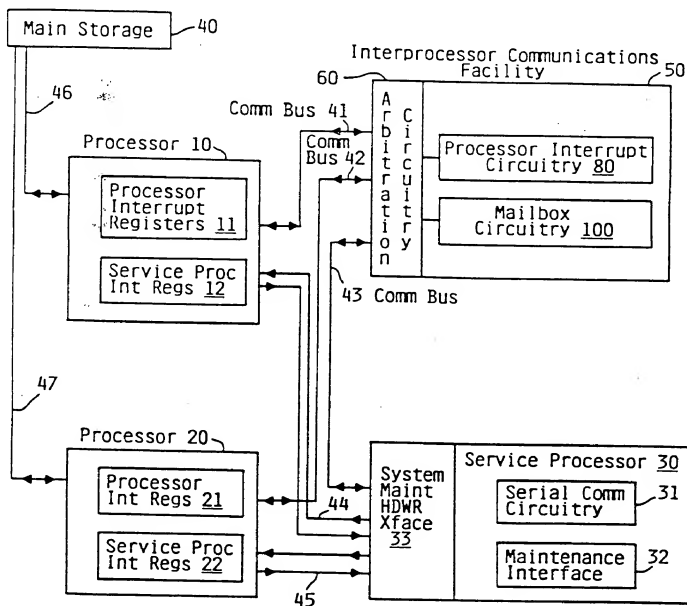 Main Storage
40
46
Interprocessor Communications
Facility
60
50
Arbitration
Circuitry
Comm Bus 41
Comm
Bus 42
Processor Interrupt
Circuitry 80
Mailbox
Circuitry 100
43 Comm Bus
Processor 10
Processor
Interrupt
Registers 11
Service Proc
Int Regs 12
47
Processor 20
Processor
Int Regs 21
Service Proc
Int Regs 22
44
45
System
Maint
HDWR
Xface
33
Service Processor 30
31
Serial Comm
Circuitry
32
Maintenance
Interface